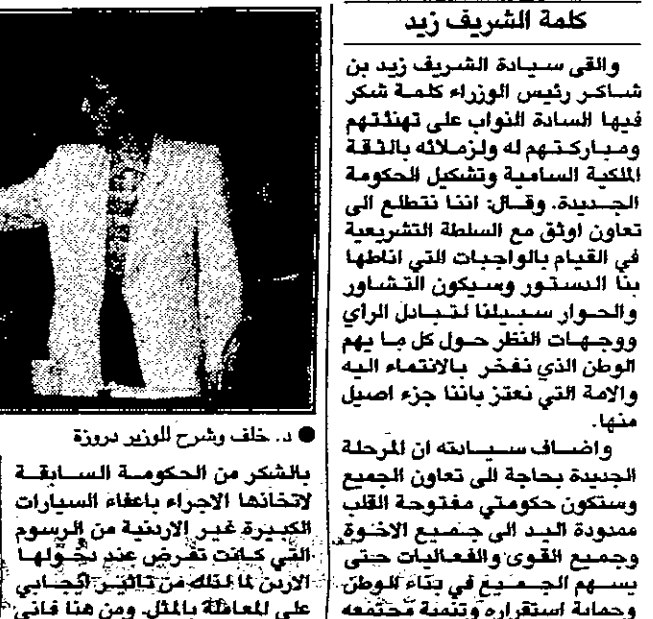 كلمة الشريف زيد
والقى سيادة الشريف زيد بن
شاكر رئيس الوزراء كلمة شكر
فيها السادة النواب على تهنئتهم
ومباركتهم له ولزملائه بالثقة
الملكية السامية وتشكيل الحكومة
الجديدة. وقال: اننا نتطلع الى
تعاون اوثق مع السلطة التشريعية
في القيام بالواجبات التي اناطها
بنا الدستور وسيكون التشاور
والحوار سبيلنا لتبادل الراي
ووجهات النظر حول كل ما يهم
الوطن الذي نفخر بالانتماء اليه
والامة التي نعتز باننا جزء اصيل
منها.
واضاف سيادته ان المرحلة
الجديدة بحاجة الى تعاون الجميع
وستكون حكومتي مفتوحة القلب
ممدودة اليد الى جميع الاخوة
وجميع القوى والفعاليات حتى
يسهم الجميع في بناء الوطن
وحماية استقراره وتنمية مجتمعه
● د. خلف وشرح للوزير دروزة
بالشكر من الحكومة السابقة
لاتخاذها الاجراء باعفاء السيارات
الكبيرة غير الاردنية من الرسوم
التي كانت تفرض عند دخولها
الاردن لما لذلك من تاثير ايجابي
على المعاملة بالمثل. ومن هنا فاني